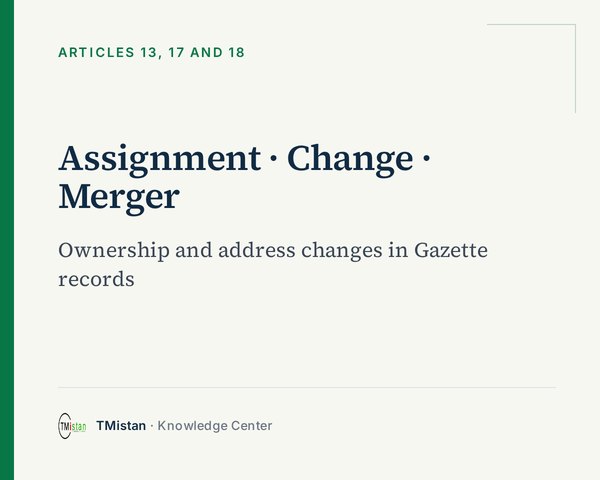 ARTICLES 13, 17 AND 18
Assignment · Change ·
Merger
Ownership and address changes in Gazette
records
TMistan TMistan · Knowledge Center